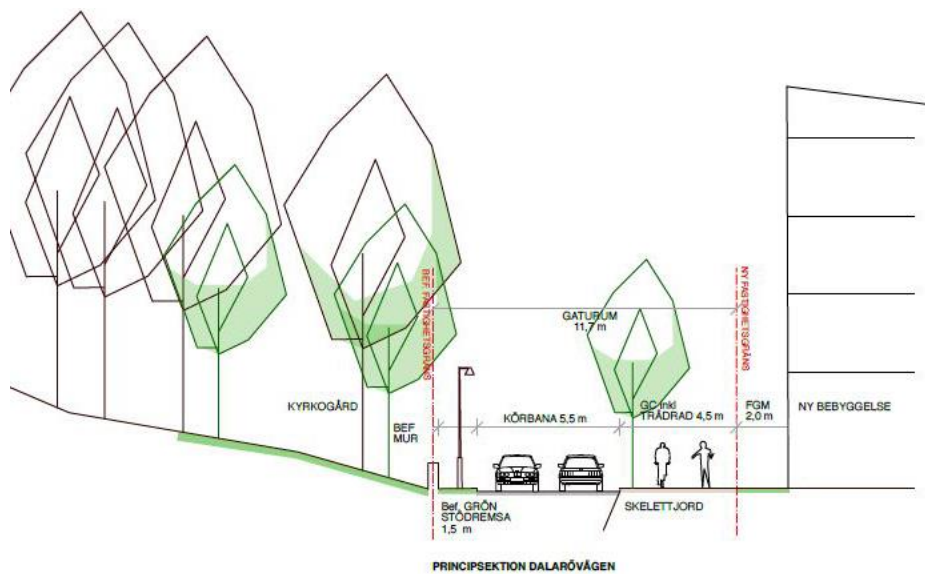 BEF. FASTIGHETSGRÄNS
NY FASTIGHETSGRÄNS
GATURUM
11,7 m
KYRKOGÅRD
BEF
MUR
KÖRBANA 5,5 m
GC inkl
TRÄDRAD 4,5 m
FGM
2,0 m
NY BEBYGGELSE
Bef. GRÖN
STÖDREMSA
1,5 m
SKELETTJORD
PRINCIPSEKTION DALARÖVÄGEN